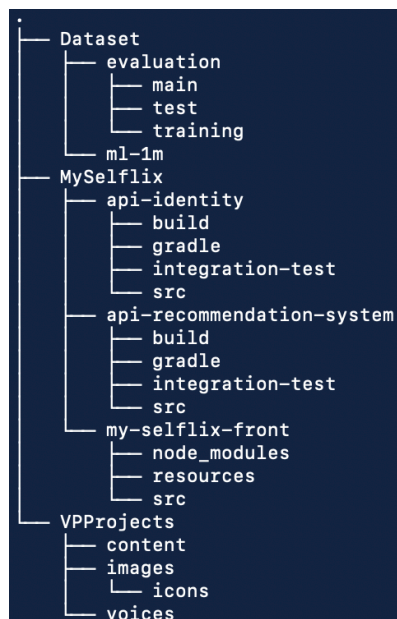 .
├── Dataset
│   ├── evaluation
│   │   ├── main
│   │   ├── test
│   │   └── training
│   └── ml-1m
├── MySelflix
│   ├── api-identity
│   │   ├── build
│   │   ├── gradle
│   │   ├── integration-test
│   │   └── src
│   ├── api-recommendation-system
│   │   ├── build
│   │   ├── gradle
│   │   ├── integration-test
│   │   └── src
│   └── my-selflix-front
│       ├── node_modules
│       ├── resources
│       └── src
└── VPProjects
    ├── content
    ├── images
    │   └── icons
    └── voices